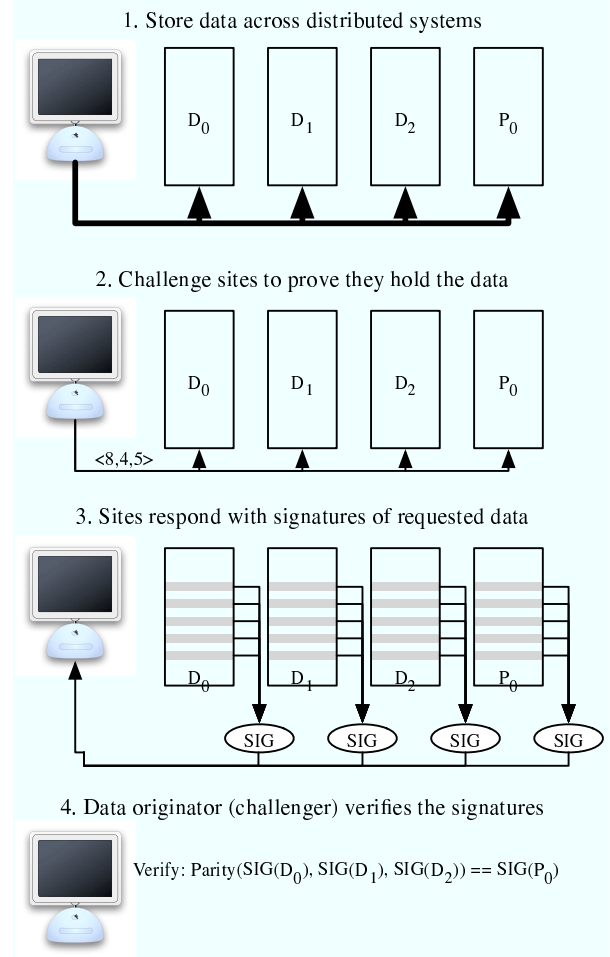 1. Store data across distributed systems
D0 D1 D2 P0
2. Challenge sites to prove they hold the data
D0 D1 D2 P0
<8,4,5>
3. Sites respond with signatures of requested data
D0 D1 D2 P0
SIG SIG SIG SIG
4. Data originator (challenger) verifies the signatures
Verify: Parity(SIG(D0), SIG(D1), SIG(D2)) == SIG(P0)